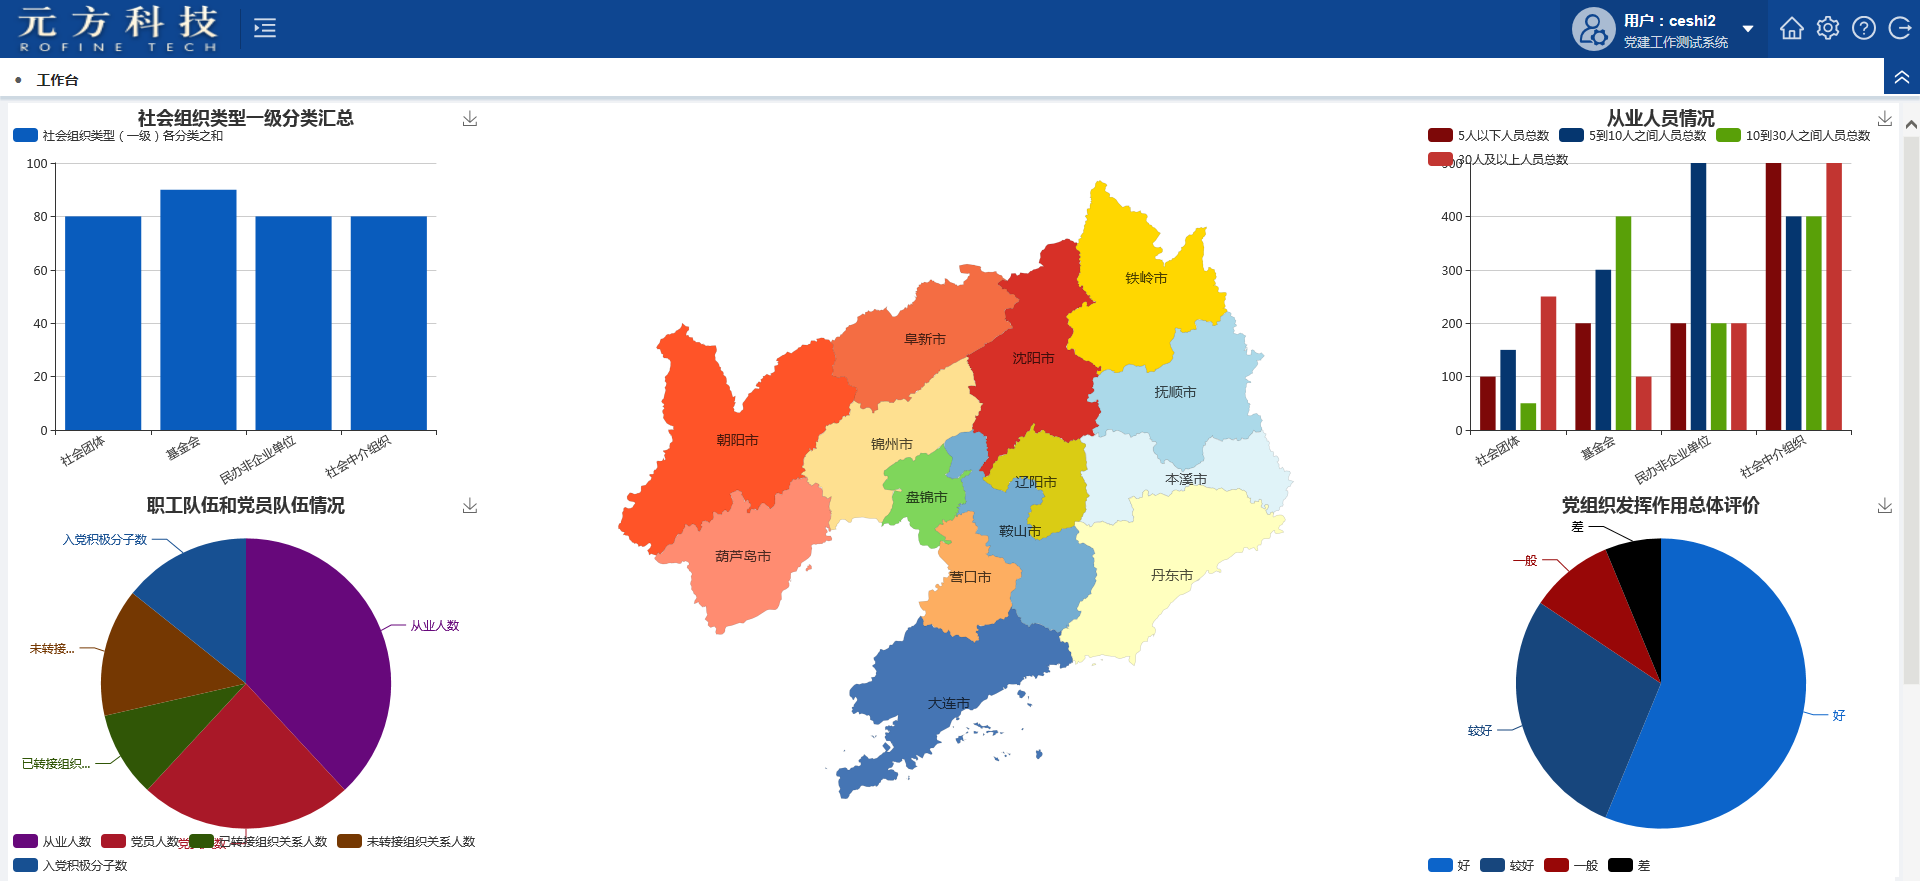 元方科技
ROFINE TECH
用户：ceshi2
党建工作测试系统
工作台
社会组织类型一级分类汇总
社会组织类型（一级）各分类之和
100
80
60
40
20
0
社会团体
基金会
民办非企业单位
社会中介组织
职工队伍和党员队伍情况
入党积极分子数
从业人数
未转接...
已转接组织...
从业人数
党员人数
已转接组织关系人数
未转接组织关系人数
入党积极分子数
铁岭市
阜新市
沈阳市
抚顺市
朝阳市
锦州市
本溪市
辽阳市
盘锦市
鞍山市
葫芦岛市
营口市
丹东市
大连市
从业人员情况
5人以下人员总数
5到10人之间人员总数
10到30人之间人员总数
30人及以上人员总数
400
300
200
100
0
社会团体
基金会
民办非企业单位
社会中介组织
党组织发挥作用总体评价
差
一般
较好
好
好
较好
一般
差